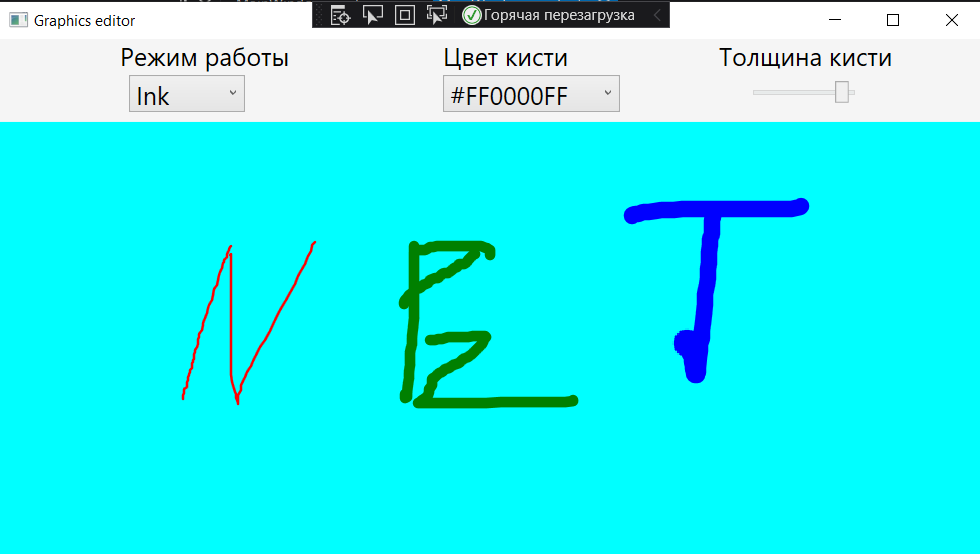 Graphics editor
Горячая перезагрузка
Режим работы
Цвет кисти
Толщина кисти
Ink
#FF0000FF
NET